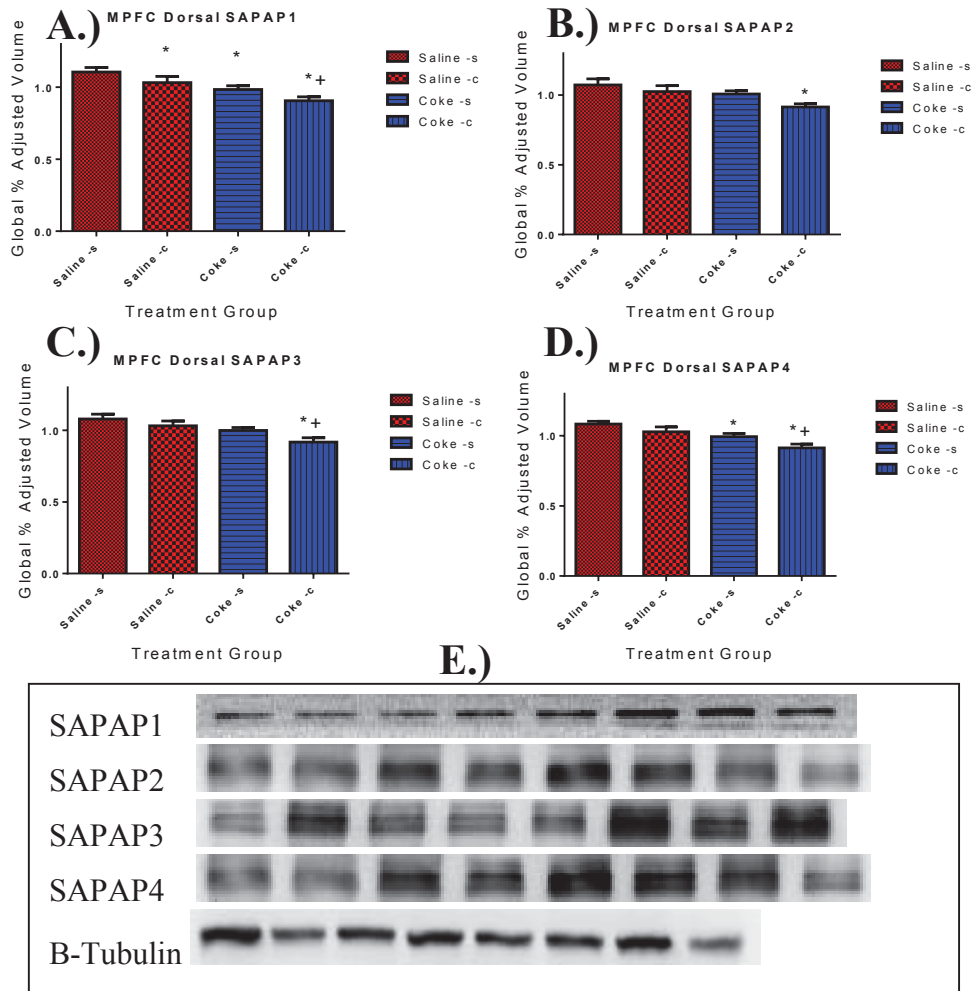 A.)
MPFC Dorsal SAPAP1
Global % Adjusted Volume
1.0
0.5
0.0
*
*
*+
Saline -s
Saline -c
Coke -s
Coke -c
Treatment Group
Saline -s
Saline -c
Coke -s
Coke -c
B.)
MPFC Dorsal SAPAP2
Global % Adjusted Volume
1.0
0.5
0.0
*
Saline -s
Saline -c
Coke -s
Coke -c
Treatment Group
Saline -s
Saline -c
Coke -s
Coke -c
C.)
MPFC Dorsal SAPAP3
Global % Adjusted Volume
1.0
0.5
0.0
*+
Saline -s
Saline -c
Coke -s
Coke -c
Treatment Group
Saline -s
Saline -c
Coke -s
Coke -c
D.)
MPFC Dorsal SAPAP4
Global % Adjusted Volume
1.0
0.5
0.0
*
*+
Saline -s
Saline -c
Coke -s
Coke -c
Treatment Group
Saline -s
Saline -c
Coke -s
Coke -c
E.)
SAPAP1
SAPAP2
SAPAP3
SAPAP4
B-Tubulin